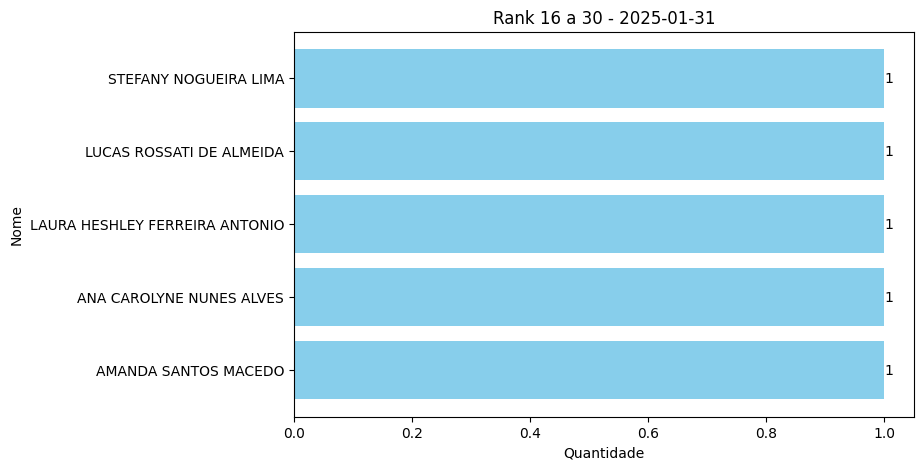 Rank 16 a 30 - 2025-01-31
STEFANY NOGUEIRA LIMA
1
LUCAS ROSSATI DE ALMEIDA
1
LAURA HESHLEY FERREIRA ANTONIO
1
ANA CAROLYNE NUNES ALVES
1
AMANDA SANTOS MACEDO
1
Nome
0.0 0.2 0.4 0.6 0.8 1.0
Quantidade